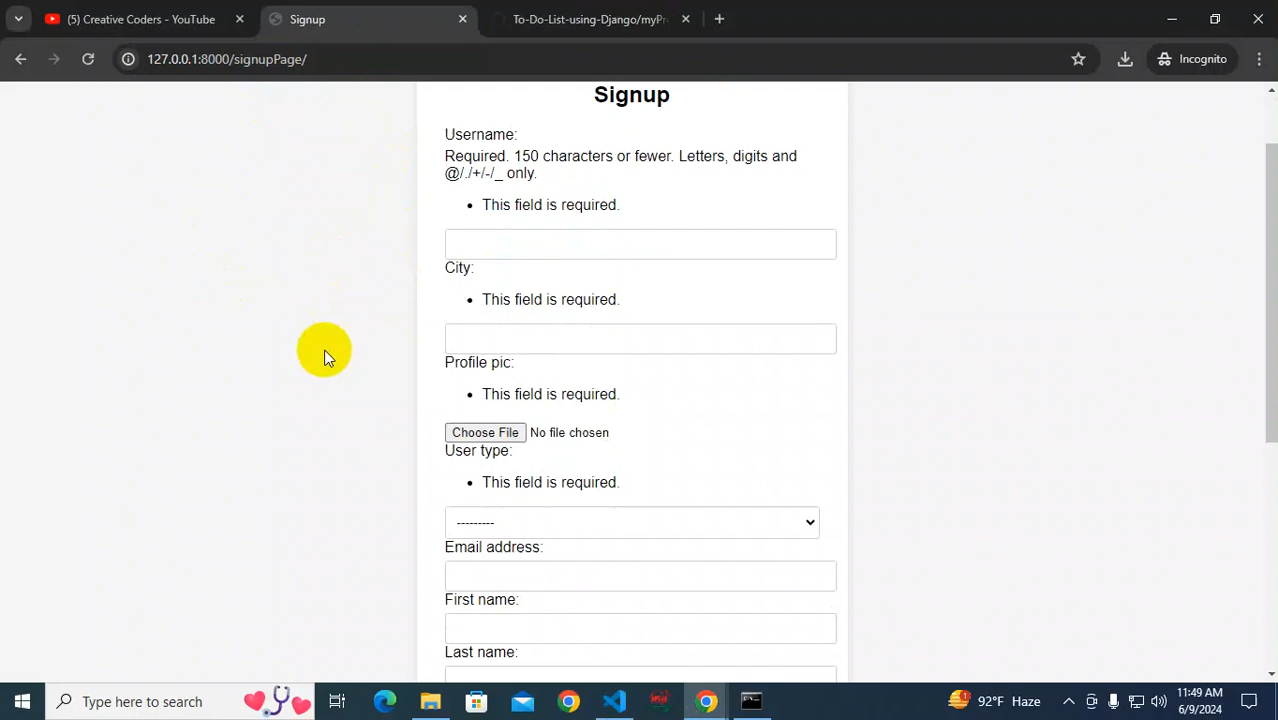 (5) Creative Coders - YouTube
Signup
To-Do-List-using-Django/myPr
127.0.0.1:8000/signupPage/
Incognito
Signup
Username:
Required. 150 characters or fewer. Letters, digits and
@/./+/-/_ only.
• This field is required.
City:
• This field is required.
Profile pic:
• This field is required.
Choose File No file chosen
User type:
• This field is required.
---------
Email address:
First name:
Last name:
Type here to search
1
92°F Haze
11:49 AM
6/9/2024